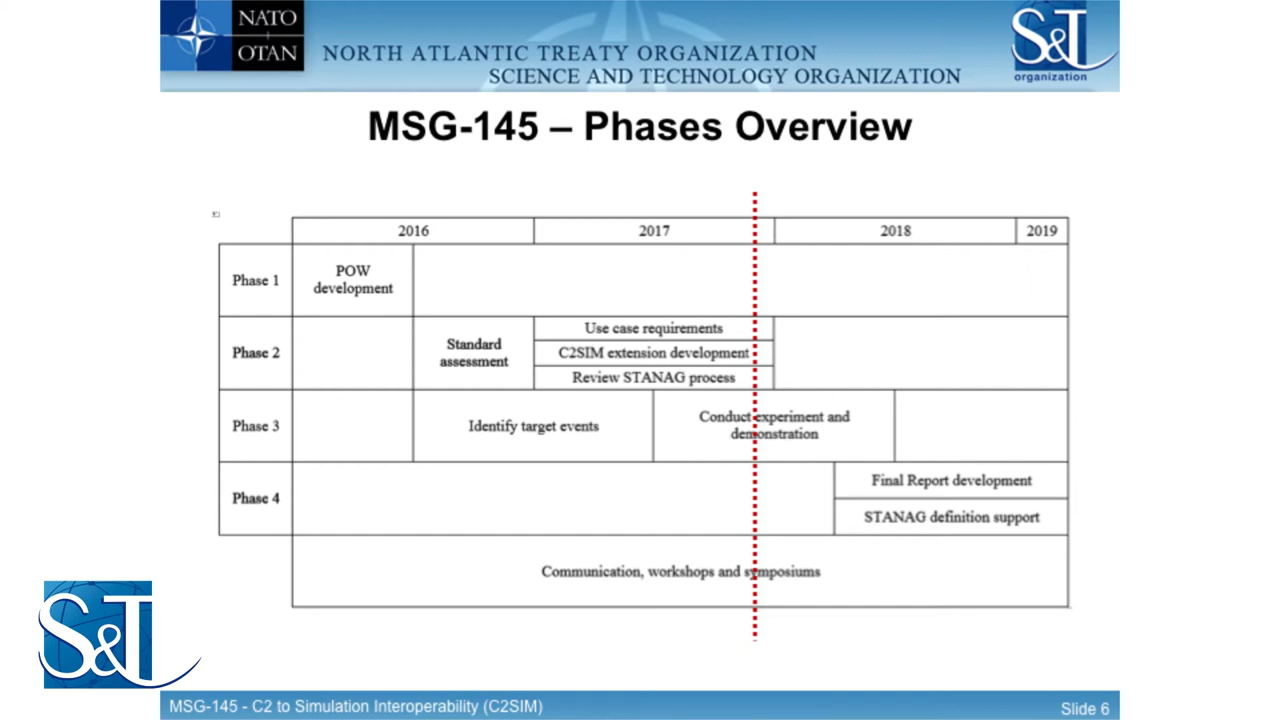 NATO
+
OTAN
NORTH ATLANTIC TREATY ORGANIZATION
SCIENCE AND TECHNOLOGY ORGANIZATION
S&T
organization
MSG-145 – Phases Overview
2016
2017
2018
2019
Phase 1
POW
development
Phase 2
Standard
assessment
Use case requirements
C2SIM extension development
Review STANAG process
Phase 3
Identify target events
Conduct experiment and
demonstration
Phase 4
Final Report development
STANAG definition support
Communication, workshops and symposiums
S&T
MSG-145 - C2 to Simulation Interoperability (C2SIM)
Slide 6